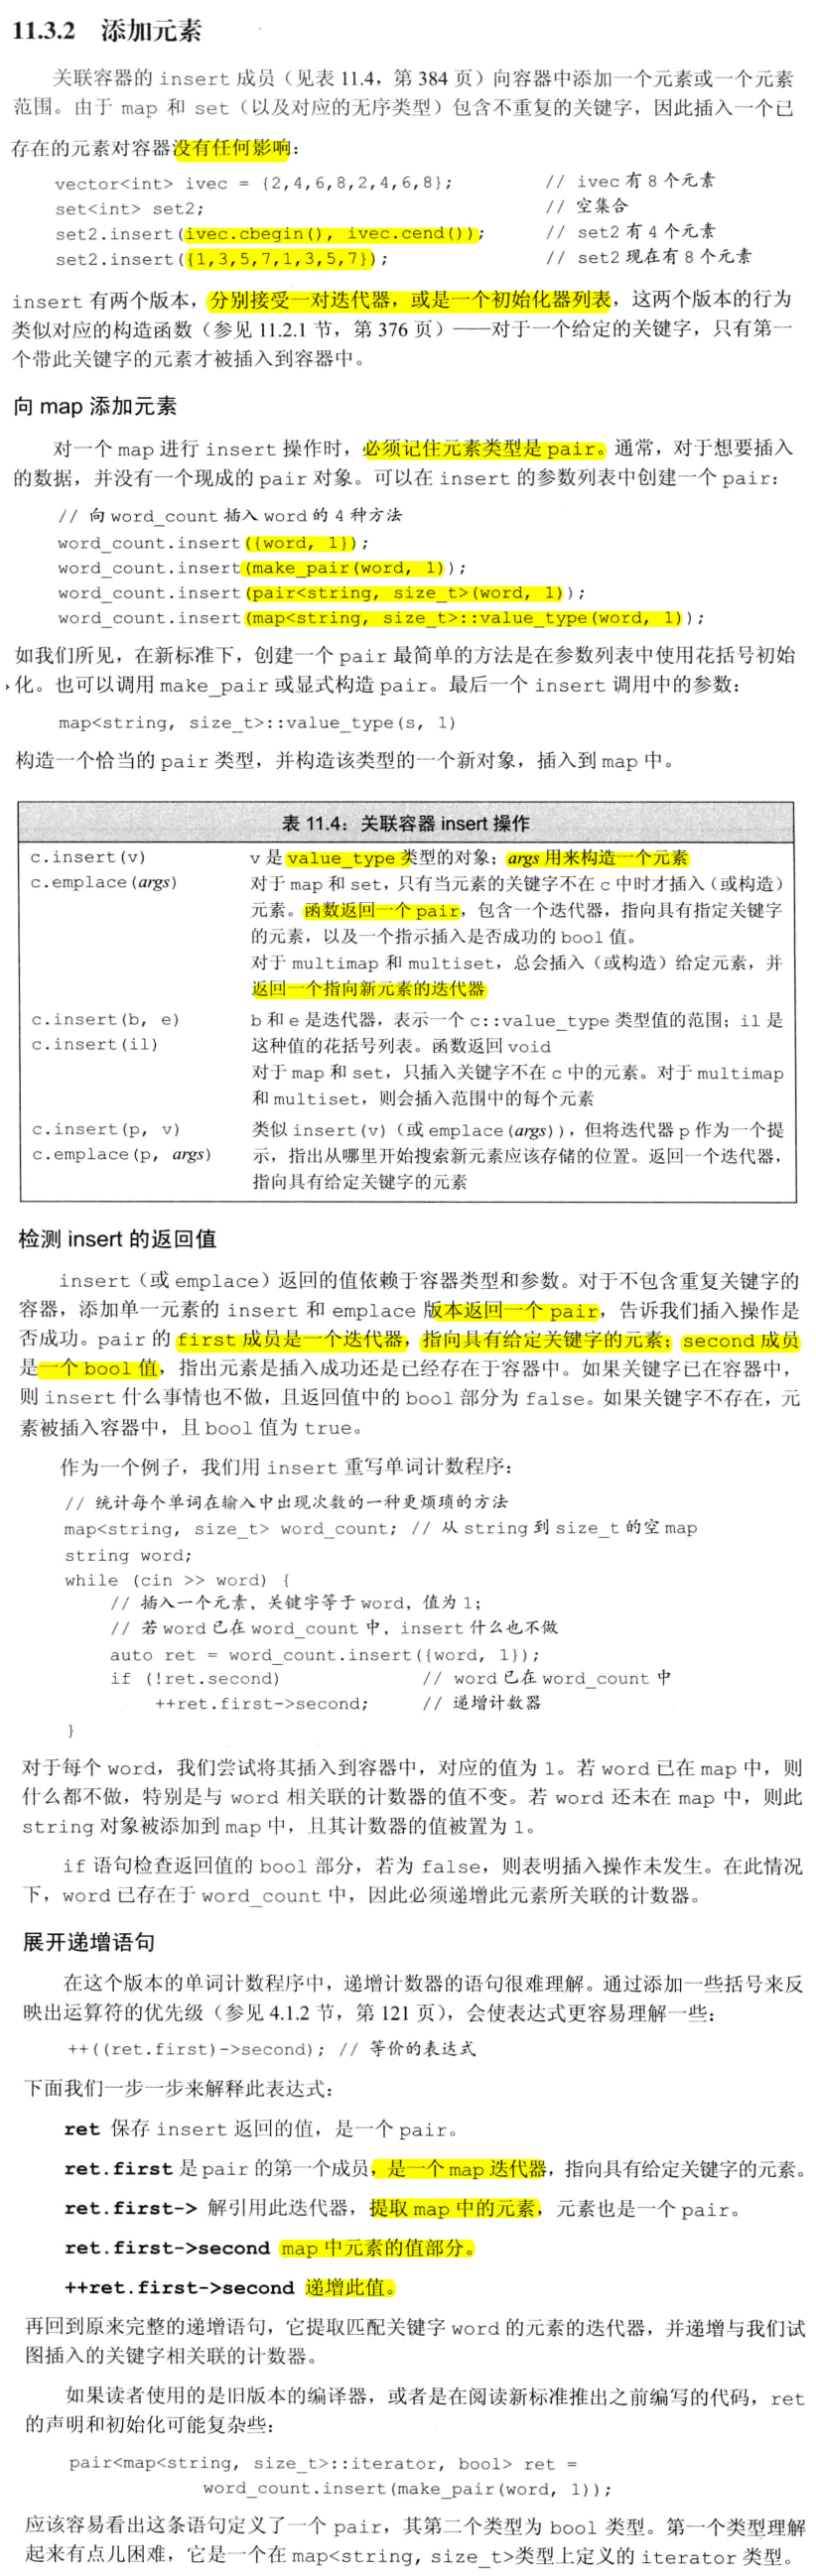 11.3.2 添加元素
关联容器的 insert 成员（见表 11.4，第 384 页）向容器中添加一个元素或一个元素
范围。由于 map 和 set（以及对应的无序类型）包含不重复的关键字，因此插入一个已
存在的元素对容器没有任何影响：
vector<int> ivec = {2,4,6,8,2,4,6,8}; // ivec 有 8 个元素
set<int> set2; // 空集合
set2.insert(ivec.cbegin(), ivec.cend()); // set2 有 4 个元素
set2.insert({1,3,5,7,1,3,5,7}); // set2 现在有 8 个元素
insert 有两个版本，分别接受一对迭代器，或是一个初始化器列表，这两个版本的行为
类似对应的构造函数（参见 11.2.1 节，第 376 页）——对于一个给定的关键字，只有第一
个带此关键字的元素才被插入到容器中。
向 map 添加元素
对一个 map 进行 insert 操作时，必须记住元素类型是 pair。通常，对于想要插入
的数据，并没有一个现成的 pair 对象。可以在 insert 的参数列表中创建一个 pair：
// 向 word_count 插入 word 的 4 种方法
word_count.insert({word, 1});
word_count.insert(make_pair(word, 1));
word_count.insert(pair<string, size_t>(word, 1));
word_count.insert(map<string, size_t>::value_type(word, 1));
如我们所见，在新标准下，创建一个 pair 最简单的方法是在参数列表中使用花括号初始
化。也可以调用 make_pair 或显式构造 pair。最后一个 insert 调用中的参数：
map<string, size_t>::value_type(s, 1)
构造一个恰当的 pair 类型，并构造该类型的一个新对象，插入到 map 中。
表 11.4：关联容器 insert 操作
c.insert(v) v 是 value_type 类型的对象；args 用来构造一个元素
c.emplace(args) 对于 map 和 set，只有当元素的关键字不在 c 中时才插入（或构造）
元素。函数返回一个 pair，包含一个迭代器，指向具有指定关键字
的元素，以及一个指示插入是否成功的 bool 值。
对于 multimap 和 multiset，总会插入（或构造）给定元素，并
返回一个指向新元素的迭代器
c.insert(b, e) b 和 e 是迭代器，表示一个 c::value_type 类型值的范围；il 是
c.insert(il) 这种值的花括号列表。函数返回 void
对于 map 和 set，只插入关键字不在 c 中的元素。对于 multimap
和 multiset，则会插入范围中的每个元素
c.insert(p, v) 类似 insert(v)（或 emplace(args)），但将迭代器 p 作为一个提
c.emplace(p, args) 示，指出从哪里开始搜索新元素应该存储的位置。返回一个迭代器，
指向具有给定关键字的元素
检测 insert 的返回值
insert（或 emplace）返回的值依赖于容器类型和参数。对于不包含重复关键字的
容器，添加单一元素的 insert 和 emplace 版本返回一个 pair，告诉我们插入操作是
否成功。pair 的 first 成员是一个迭代器，指向具有给定关键字的元素；second 成员
是一个 bool 值，指出元素是插入成功还是已经存在于容器中。如果关键字已在容器中，
则 insert 什么事情也不做，且返回值中的 bool 部分为 false。如果关键字不存在，元
素被插入容器中，且 bool 值为 true。
作为一个例子，我们用 insert 重写单词计数程序：
// 统计每个单词在输入中出现次数的一种更烦琐的方法
map<string, size_t> word_count; // 从 string 到 size_t 的空 map
string word;
while (cin >> word) {
// 插入一个元素，关键字等于 word，值为 1；
// 若 word 已在 word_count 中，insert 什么也不做
auto ret = word_count.insert({word, 1});
if (!ret.second) // word 已在 word_count 中
++ret.first->second; // 递增计数器
}
对于每个 word，我们尝试将其插入到容器中，对应的值为 1。若 word 已在 map 中，则
什么都不做，特别是与 word 相关联的计数器的值不变。若 word 还未在 map 中，则此
string 对象被添加到 map 中，且其计数器的值被置为 1。
if 语句检查返回值的 bool 部分，若为 false，则表明插入操作未发生。在此情况
下，word 已存在于 word_count 中，因此必须递增此元素所关联的计数器。
展开递增语句
在这个版本的单词计数程序中，递增计数器的语句很难理解。通过添加一些括号来反
映出运算符的优先级（参见 4.1.2 节，第 121 页），会使表达式更容易理解一些：
++((ret.first)->second); // 等价的表达式
下面我们一步一步来解释此表达式：
ret 保存 insert 返回的值，是一个 pair。
ret.first 是 pair 的第一个成员，是一个 map 迭代器，指向具有给定关键字的元素。
ret.first-> 解引用此迭代器，提取 map 中的元素，元素也是一个 pair。
ret.first->second map 中元素的值部分。
++ret.first->second 递增此值。
再回到原来完整的递增语句，它提取匹配关键字 word 的元素的迭代器，并递增与我们试
图插入的关键字相关联的计数器。
如果读者使用的是旧版本的编译器，或者是在阅读新标准推出之前编写的代码，ret
的声明和初始化可能复杂些：
pair<map<string, size_t>::iterator, bool> ret =
word_count.insert(make_pair(word, 1));
应该容易看出这条语句定义了一个 pair，其第二个类型为 bool 类型。第一个类型理解
起来有点儿困难，它是一个在 map<string, size_t>类型上定义的 iterator 类型。